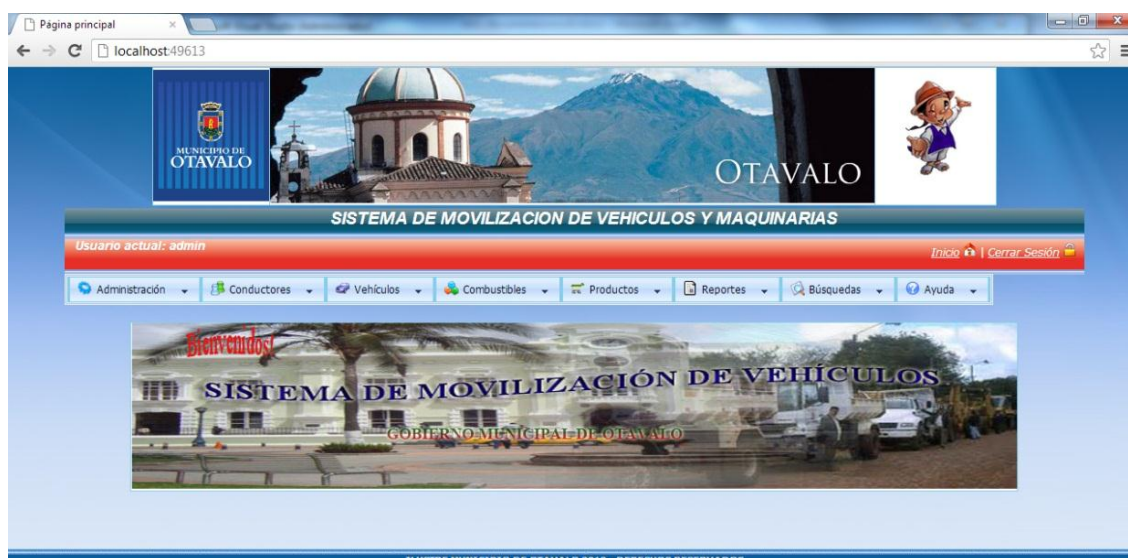 Página principal
localhost:49613
MUNICIPIO DE
OTAVALO
OTAVALO
SISTEMA DE MOVILIZACION DE VEHICULOS Y MAQUINARIAS
Usuario actual: admin
Inicio | Cerrar Sesión
Administración Conductores Vehículos Combustibles Productos Reportes Búsquedas Ayuda
Bienvenidos!
SISTEMA DE MOVILIZACIÓN DE VEHÍCULOS
GOBIERNO MUNICIPAL DE OTAVALO